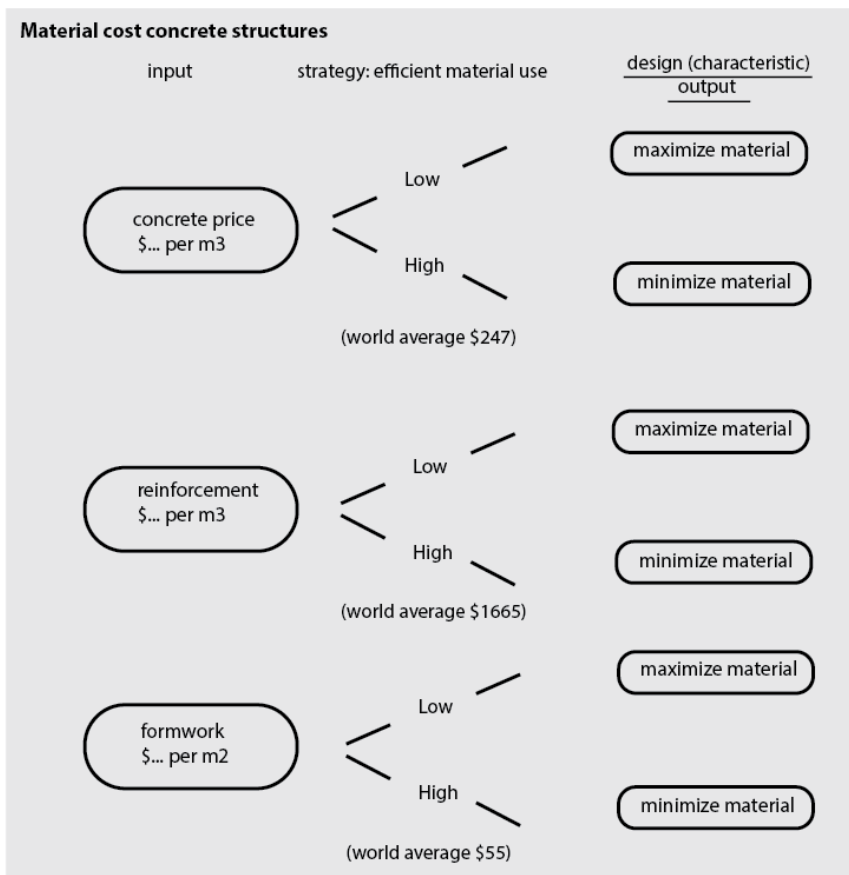 Material cost concrete structures
input
strategy: efficient material use
design (characteristic)
output
concrete price
$... per m3
Low
High
(world average $247)
maximize material
minimize material
reinforcement
$... per m3
Low
High
(world average $1665)
maximize material
minimize material
formwork
$... per m2
Low
High
(world average $55)
maximize material
minimize material